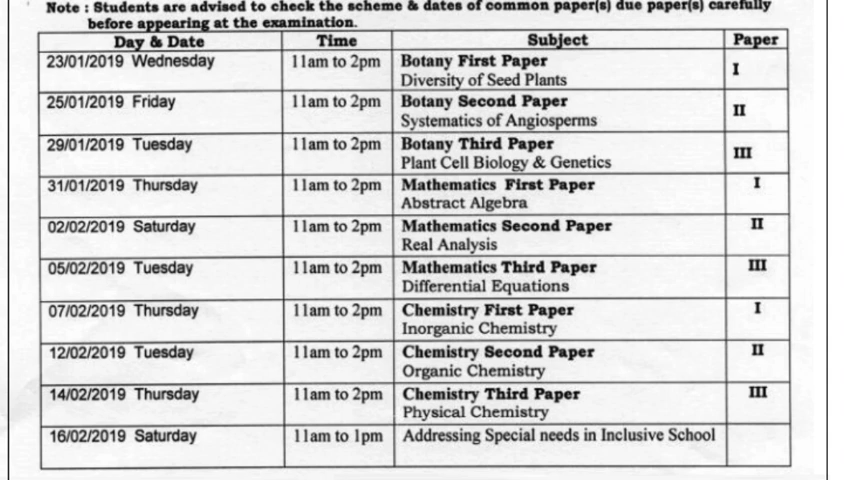 Note : Students are advised to check the scheme & dates of common paper(s) due paper(s) carefully
before appearing at the examination.
Day & Date Time Subject Paper
23/01/2019 Wednesday 11am to 2pm Botany First Paper I
Diversity of Seed Plants
25/01/2019 Friday 11am to 2pm Botany Second Paper II
Systematics of Angiosperms
29/01/2019 Tuesday 11am to 2pm Botany Third Paper III
Plant Cell Biology & Genetics
31/01/2019 Thursday 11am to 2pm Mathematics First Paper I
Abstract Algebra
02/02/2019 Saturday 11am to 2pm Mathematics Second Paper II
Real Analysis
05/02/2019 Tuesday 11am to 2pm Mathematics Third Paper III
Differential Equations
07/02/2019 Thursday 11am to 2pm Chemistry First Paper I
Inorganic Chemistry
12/02/2019 Tuesday 11am to 2pm Chemistry Second Paper II
Organic Chemistry
14/02/2019 Thursday 11am to 2pm Chemistry Third Paper III
Physical Chemistry
16/02/2019 Saturday 11am to 1pm Addressing Special needs in Inclusive School